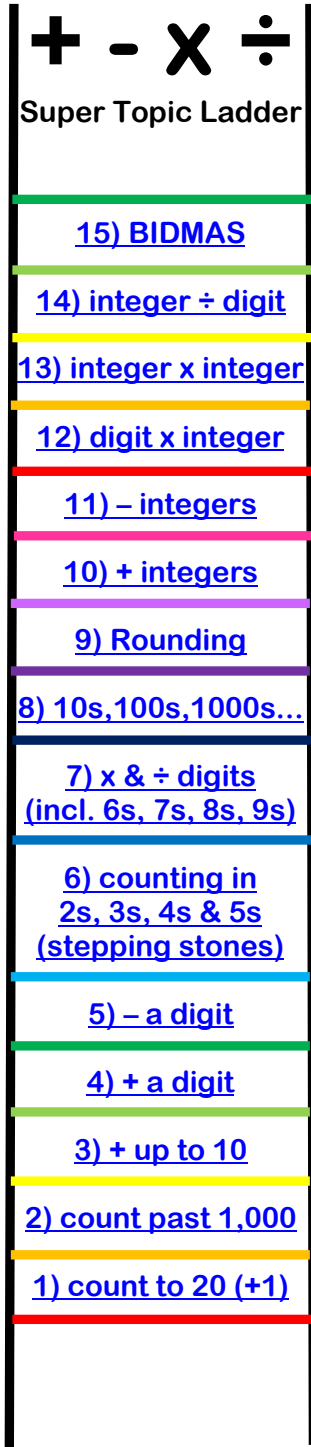 + - x ÷
Super Topic Ladder
15) BIDMAS
14) integer ÷ digit
13) integer x integer
12) digit x integer
11) – integers
10) + integers
9) Rounding
8) 10s,100s,1000s...
7) x & ÷ digits
(incl. 6s, 7s, 8s, 9s)
6) counting in
2s, 3s, 4s & 5s
(stepping stones)
5) – a digit
4) + a digit
3) + up to 10
2) count past 1,000
1) count to 20 (+1)